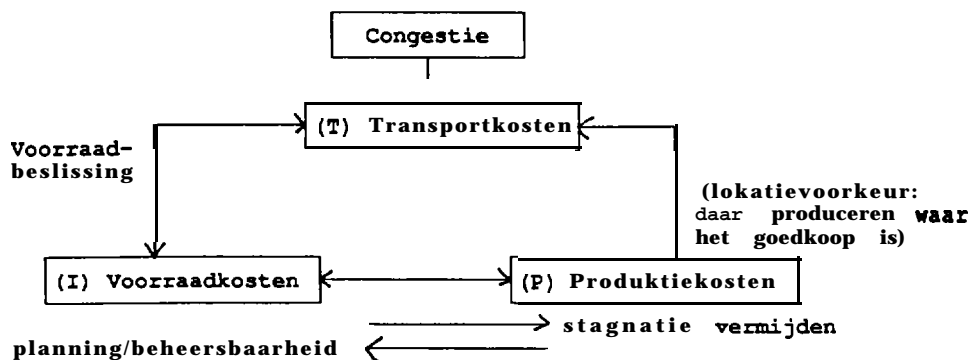 Congestie
(T) Transportkosten
Voorraad-
beslissing
(lokatievoorkeur:
daar produceren waar
het goedkoop is)
(I) Voorraadkosten
(P) Produktiekosten
stagnatie vermijden
planning/beheersbaarheid